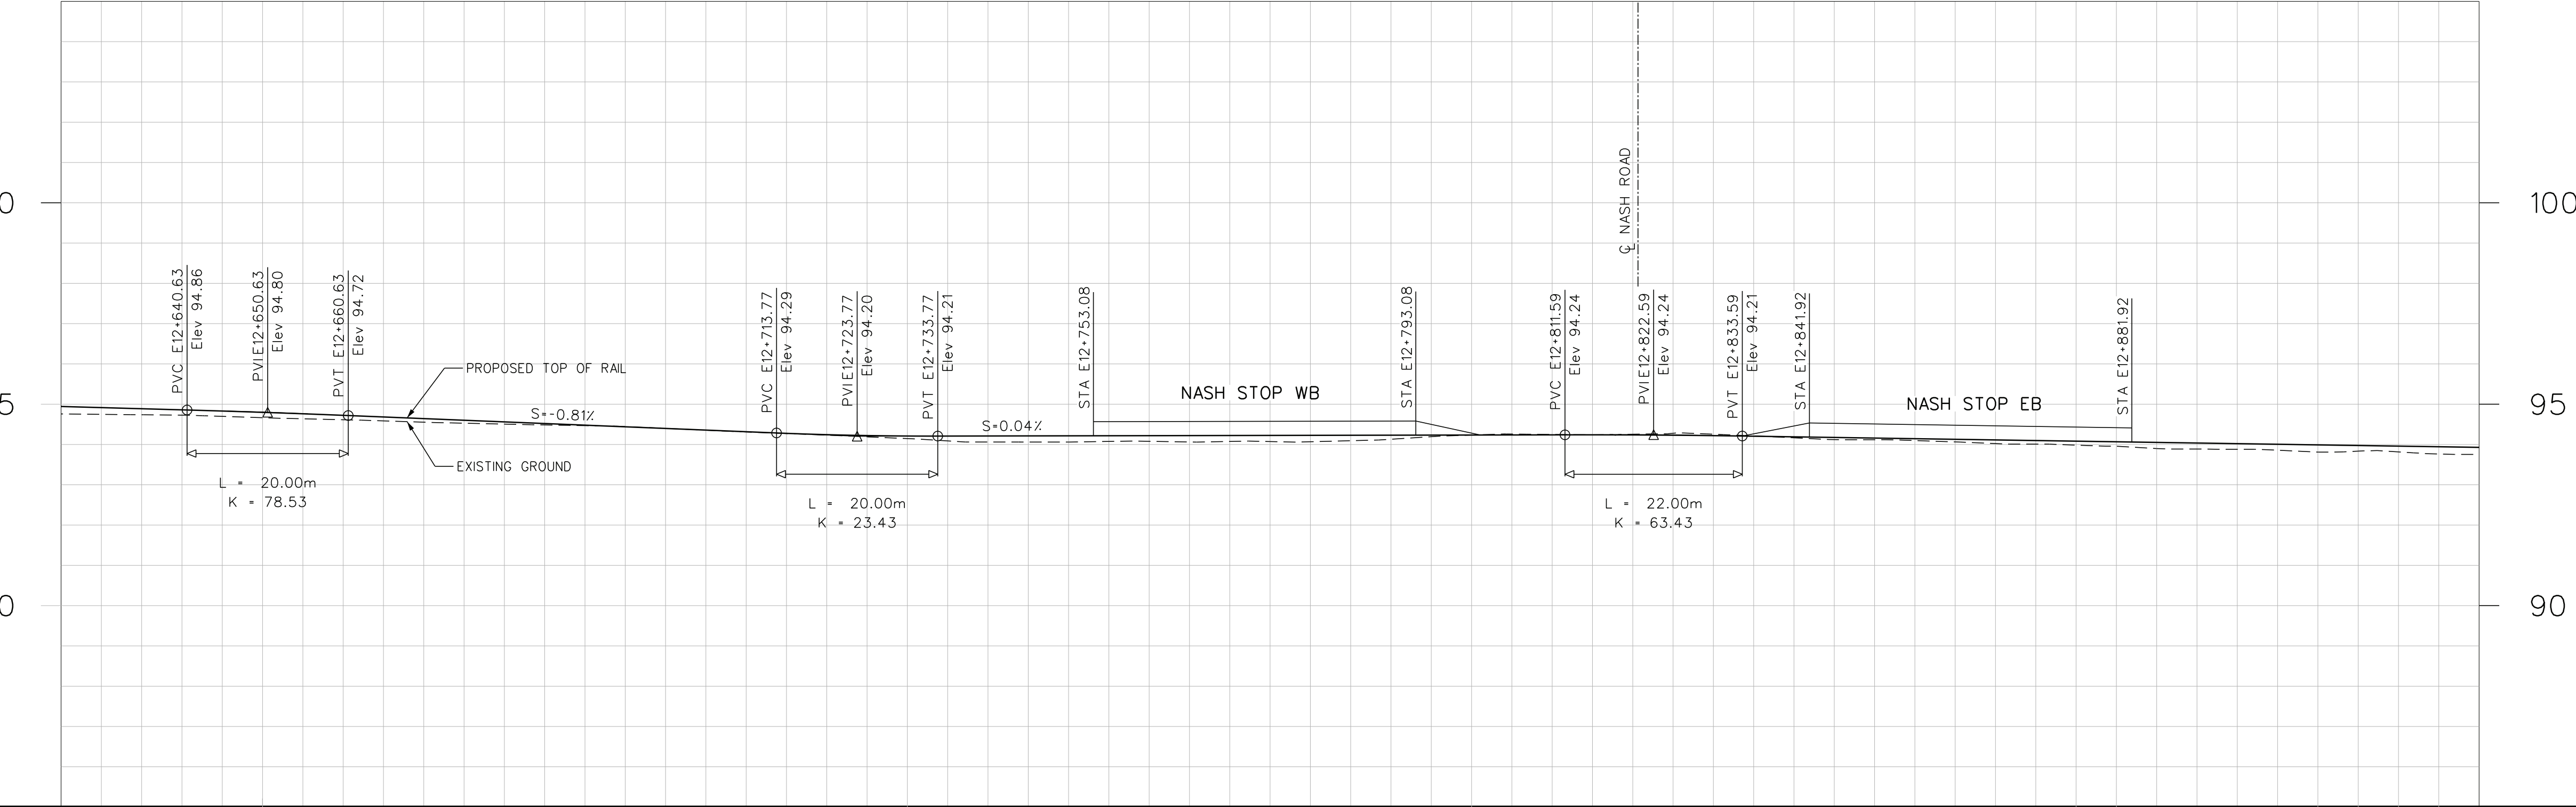 0
5
0
100
95
90
PVC E12+640.63
Elev 94.86
PVI E12+650.63
Elev 94.80
PVT E12+660.63
Elev 94.72
L = 20.00m
K = 78.53
PROPOSED TOP OF RAIL
EXISTING GROUND
S=-0.81%
PVC E12+713.77
Elev 94.29
PVI E12+723.77
Elev 94.20
PVT E12+733.77
Elev 94.21
L = 20.00m
K = 23.43
S=0.04%
STA E12+753.08
NASH STOP WB
STA E12+793.08
PVC E12+811.59
Elev 94.24
℄ NASH ROAD
PVI E12+822.59
Elev 94.24
PVT E12+833.59
Elev 94.21
L = 22.00m
K = 63.43
STA E12+841.92
NASH STOP EB
STA E12+881.92